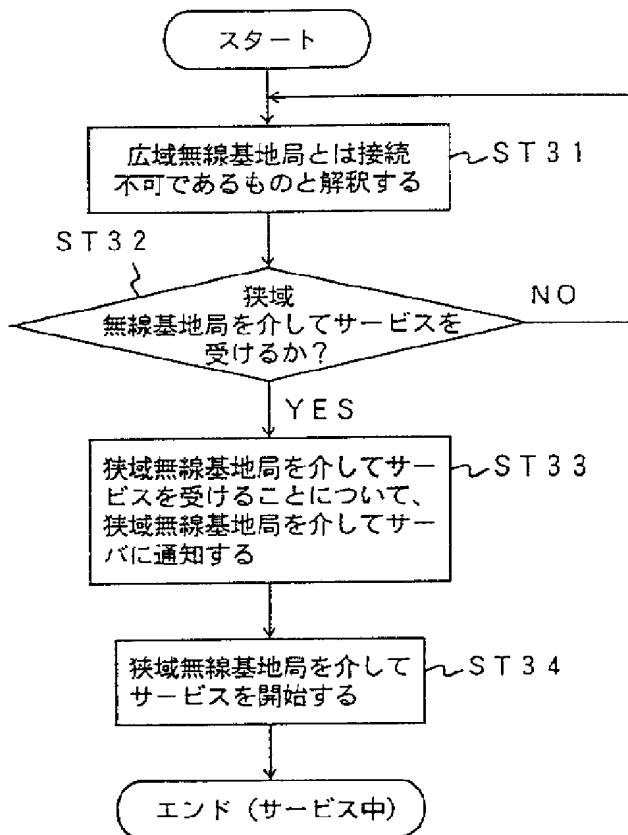 スタート
広域無線基地局とは接続
不可であるものと解釈する
ST31
ST32
狭域
無線基地局を介してサービスを
受けるか？
NO
YES
狭域無線基地局を介してサー
ビスを受けることについて、
狭域無線基地局を介してサー
バに通知する
ST33
狭域無線基地局を介して
サービスを開始する
ST34
エンド（サービス中）